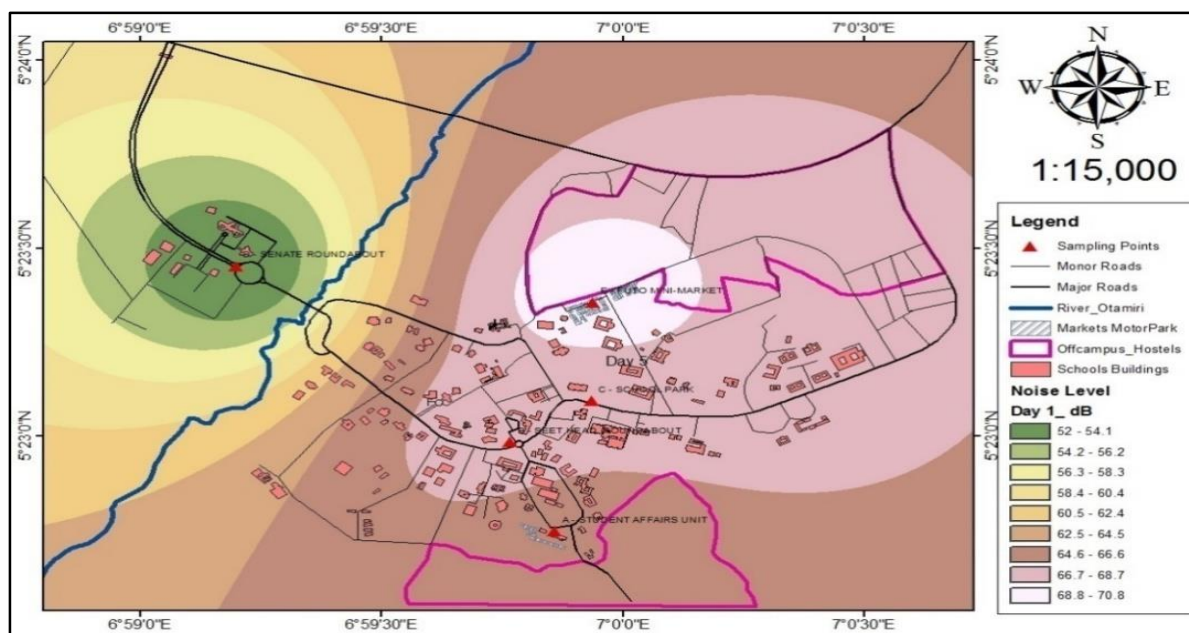 6°59'0"E
6°59'30"E
7°0'0"E
7°0'30"E
5°24'0"N
5°24'0"N
N
W
E
S
1:15,000
5°23'30"N
5°23'30"N
SENATE ROUNDABOUT
FUTO MINI-MARKET
Day 5
C - SCHOOL PARK
5°23'0"N
5°23'0"N
SEET HEAD ROUNDABOUT
A - STUDENT AFFAIRS UNIT
Legend
Sampling Points
Monor Roads
Major Roads
River_Otamiri
Markets MotorPark
Offcampus_Hostels
Schools Buildings
Noise Level
Day 1_ dB
52 - 54.1
54.2 - 56.2
56.3 - 58.3
58.4 - 60.4
60.5 - 62.4
62.5 - 64.5
64.6 - 66.6
66.7 - 68.7
68.8 - 70.8
6°59'0"E
6°59'30"E
7°0'0"E
7°0'30"E